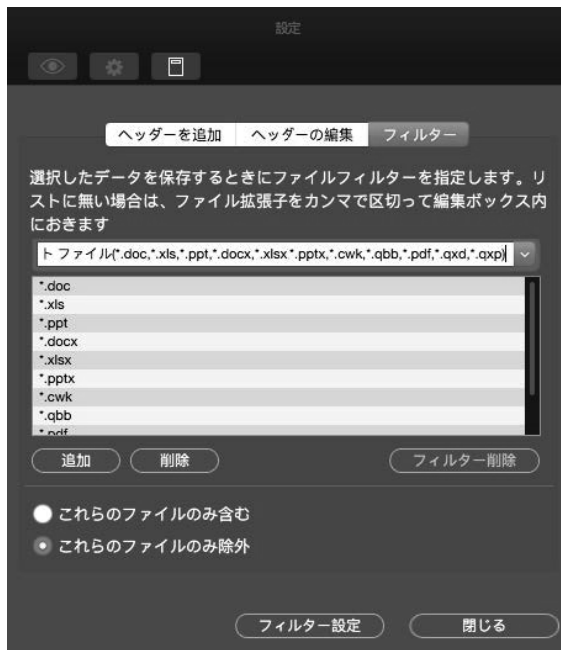 設定
ヘッダーを追加 ヘッダーの編集 フィルター
選択したデータを保存するときにファイルフィルターを指定します。リ
ストに無い場合は、ファイル拡張子をカンマで区切って編集ボックス内
におきます
ト ファイル(*.doc,*.xls,*.ppt,*.docx,*.xlsx*.pptx,*.cwk,*.qbb,*.pdf,*.qxd,*.qxp)
*.doc
*.xls
*.ppt
*.docx
*.xlsx
*.pptx
*.cwk
*.qbb
*.pdf
追加 削除 フィルター削除
これらのファイルのみ含む
これらのファイルのみ除外
フィルター設定 閉じる